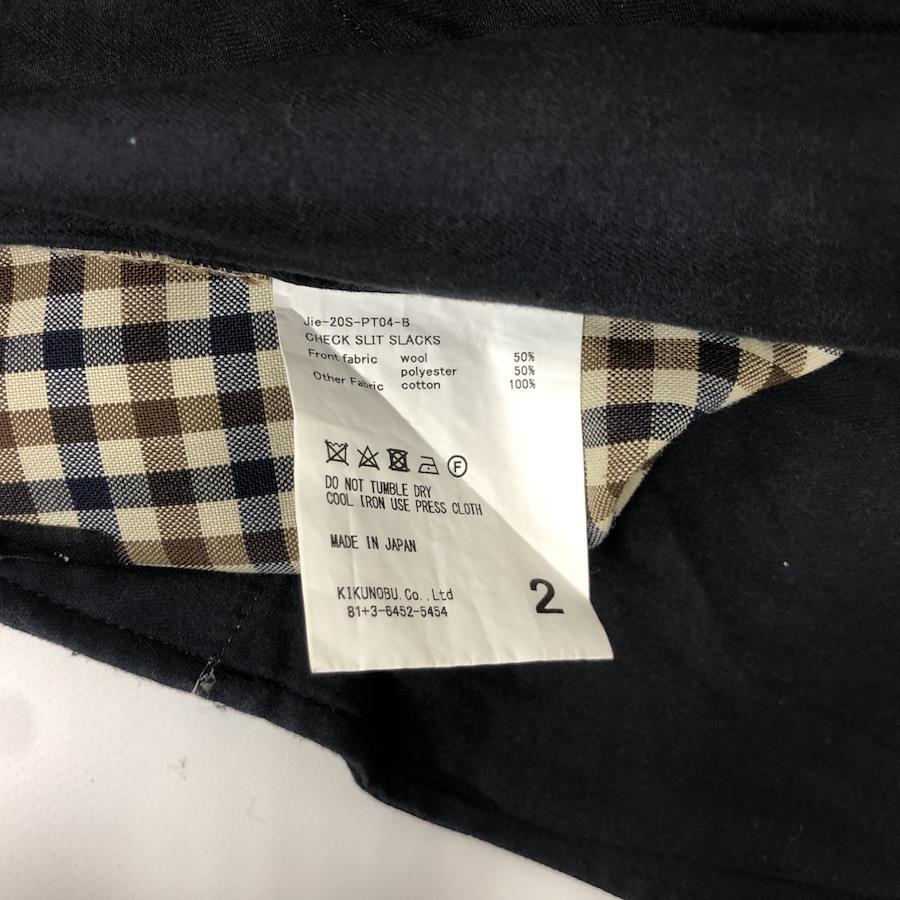 Jie-20S-PT04-B
CHECK SLIT SLACKS
Front fabric wool 50%
polyester 50%
Other Fabric cotton 100%
F
DO NOT TUMBLE DRY
COOL IRON USE PRESS CLOTH
MADE IN JAPAN
KIKUNOBU.Co.,Ltd
81+3-6452-5454
2